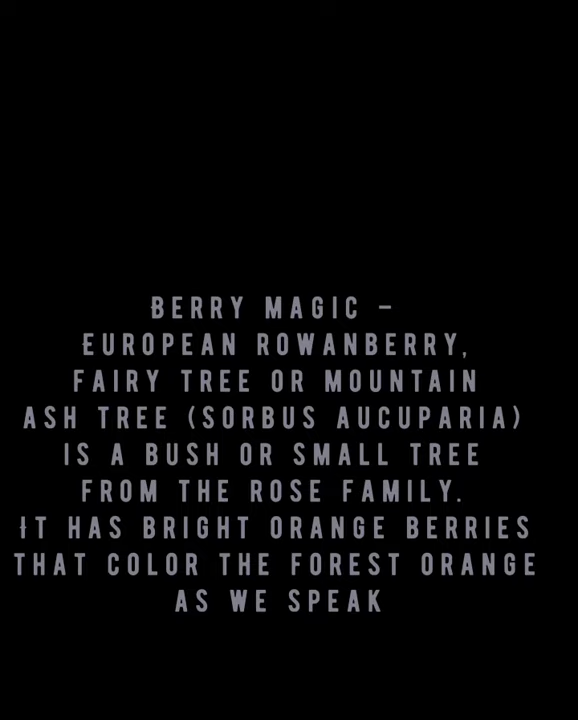 BERRY MAGIC –
EUROPEAN ROWANBERRY,
FAIRY TREE OR MOUNTAIN
ASH TREE (SORBUS AUCUPARIA)
IS A BUSH OR SMALL TREE
FROM THE ROSE FAMILY.
IT HAS BRIGHT ORANGE BERRIES
THAT COLOR THE FOREST ORANGE
AS WE SPEAK